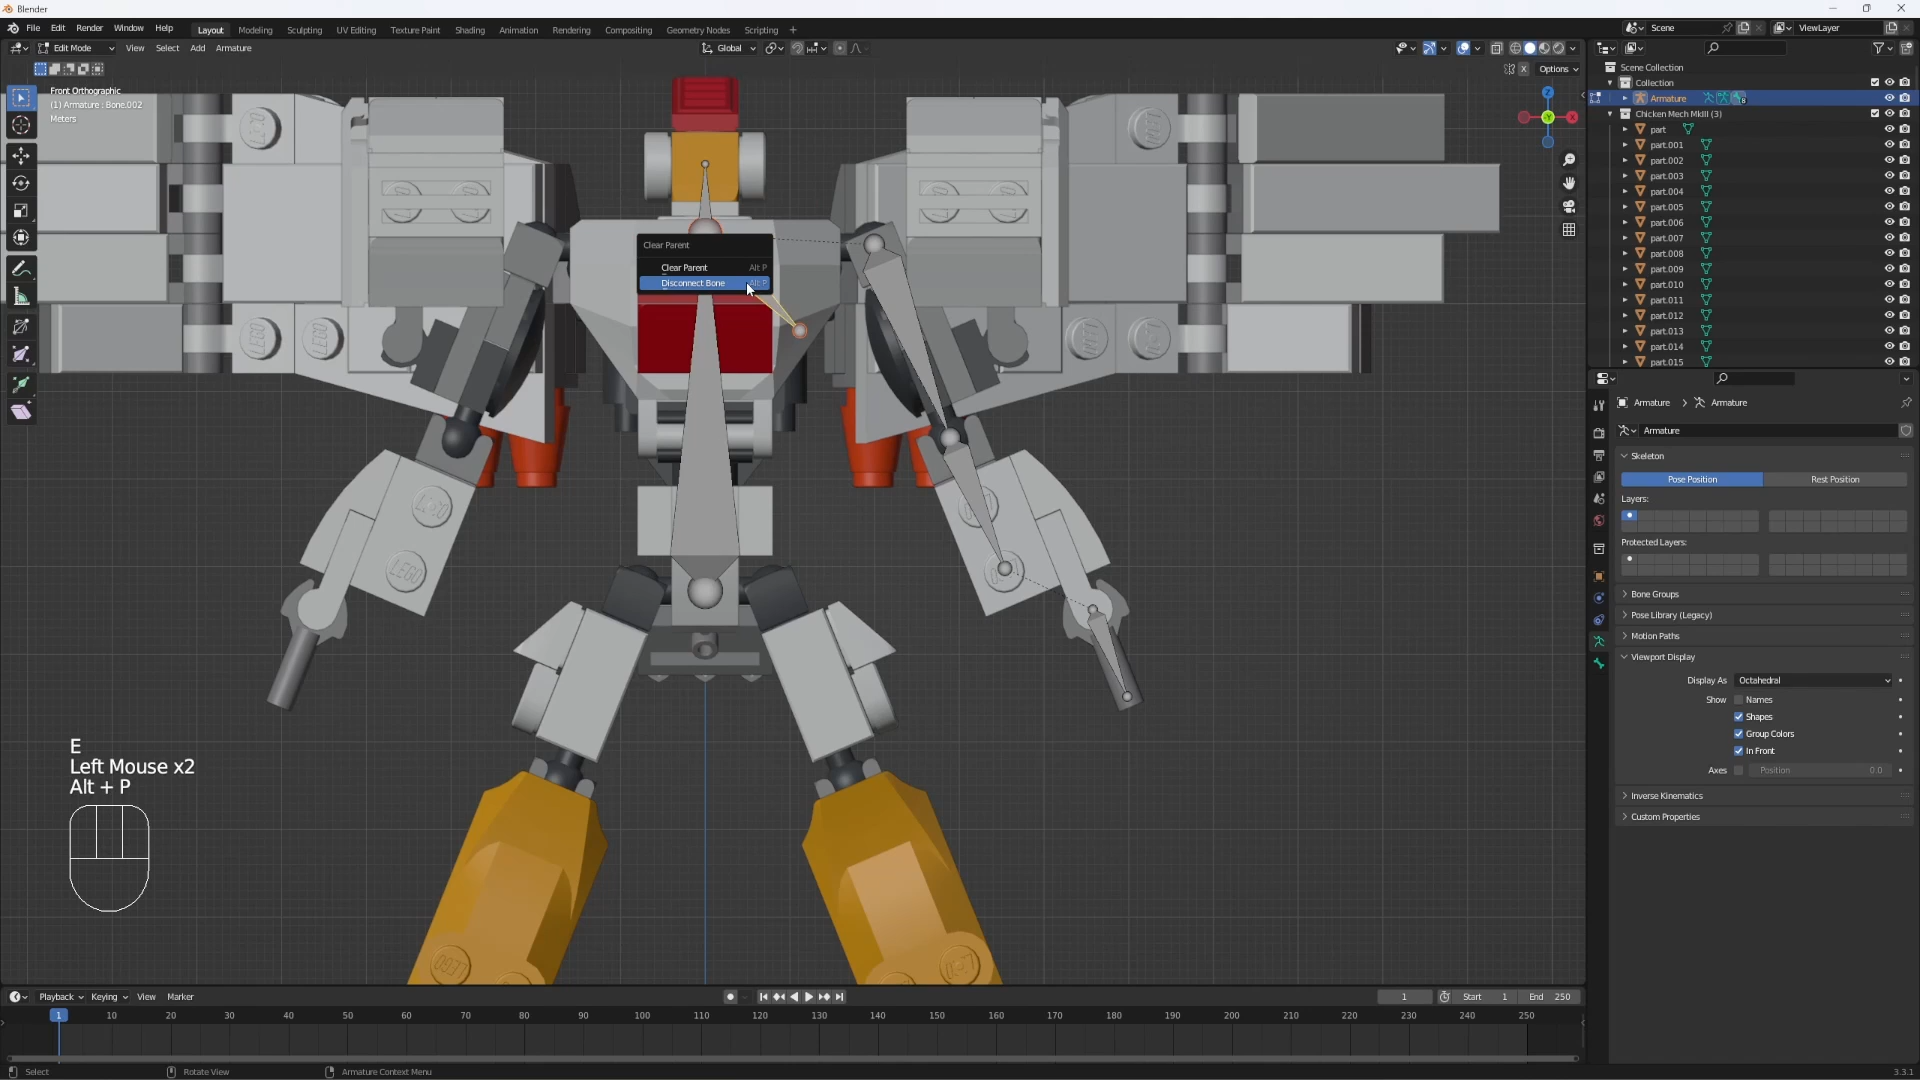 Blender
File Edit Render Window Help
Layout Modeling Sculpting UV Editing Texture Paint Shading Animation Rendering Compositing Geometry Nodes Scripting +
Scene
ViewLayer
Edit Mode View Select Add Armature
Global
X Options
Front Orthographic
(1) Armature : Bone.002
Meters
Z
Y
X
Clear Parent
Clear Parent Alt P
Disconnect Bone Alt P
LEGO
LEGO
E
Left Mouse x2
Alt + P
Scene Collection
Collection
Armature
8
Chicken Mech MkIII (3)
part
part.001
part.002
part.003
part.004
part.005
part.006
part.007
part.008
part.009
part.010
part.011
part.012
part.013
part.014
part.015
Armature > Armature
Armature
Skeleton
Pose Position Rest Position
Layers:
Protected Layers:
Bone Groups
Pose Library (Legacy)
Motion Paths
Viewport Display
Display As Octahedral
Show Names
Shapes
Group Colors
In Front
Axes Position 0.0
Inverse Kinematics
Custom Properties
Playback Keying View Marker
1 Start 1 End 250
1 10 20 30 40 50 60 70 80 90 100 110 120 130 140 150 160 170 180 190 200 210 220 230 240 250
Select Rotate View Armature Context Menu
3.3.1